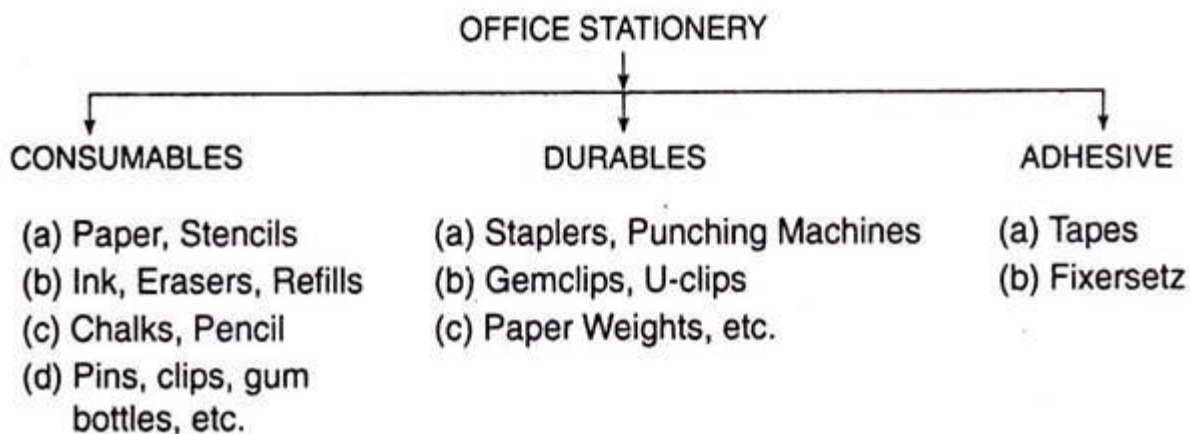 OFFICE STATIONERY
CONSUMABLES
(a) Paper, Stencils
(b) Ink, Erasers, Refills
(c) Chalks, Pencil
(d) Pins, clips, gum
bottles, etc.
DURABLES
(a) Staplers, Punching Machines
(b) Gemclips, U-clips
(c) Paper Weights, etc.
ADHESIVE
(a) Tapes
(b) Fixersetz